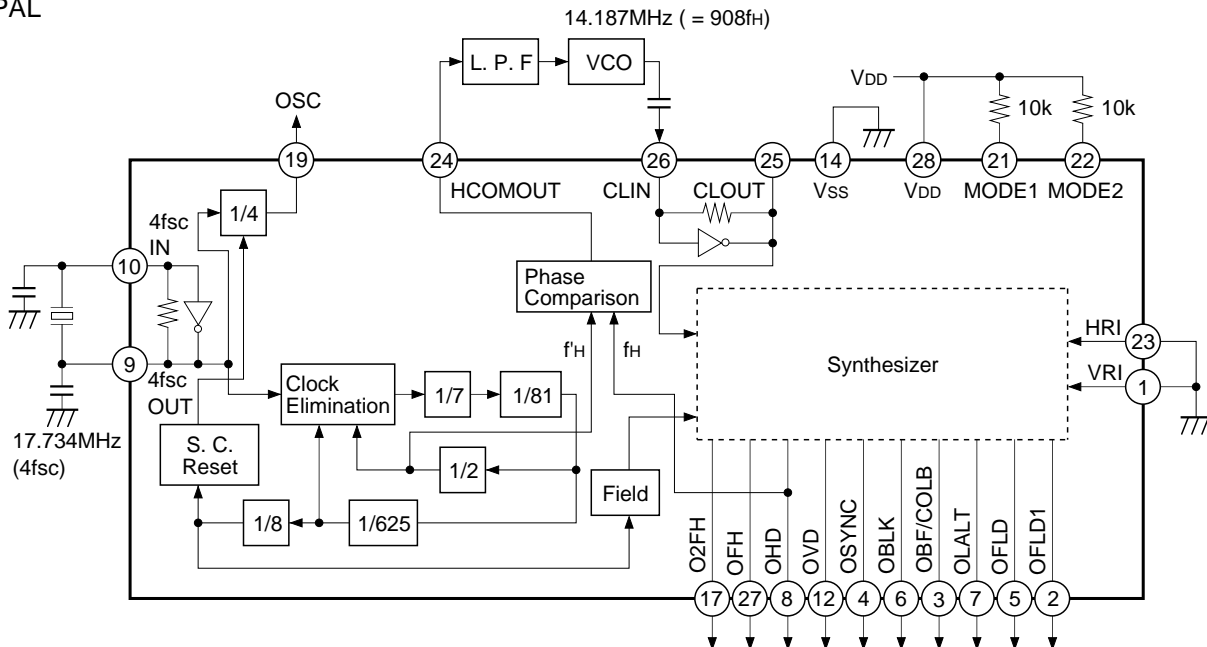 PAL
14.187MHz ( = 908fH)
L. P. F
VCO
VDD
10k
10k
OSC
19
24
26
25
14
28
21
22
HCOMOUT
CLIN
CLOUT
VSS
VDD
MODE1
MODE2
1/4
4fsc
IN
10
Phase
Comparison
HRI
23
f'H
fH
Synthesizer
VRI
1
9
4fsc
OUT
Clock
Elimination
1/7
1/81
17.734MHz
(4fsc)
S. C.
Reset
1/2
Field
1/8
1/625
O2FH
OFH
OHD
OVD
OSYNC
OBLK
OBF/COLB
OLALT
OFLD
OFLD1
17
27
8
12
4
6
3
7
5
2